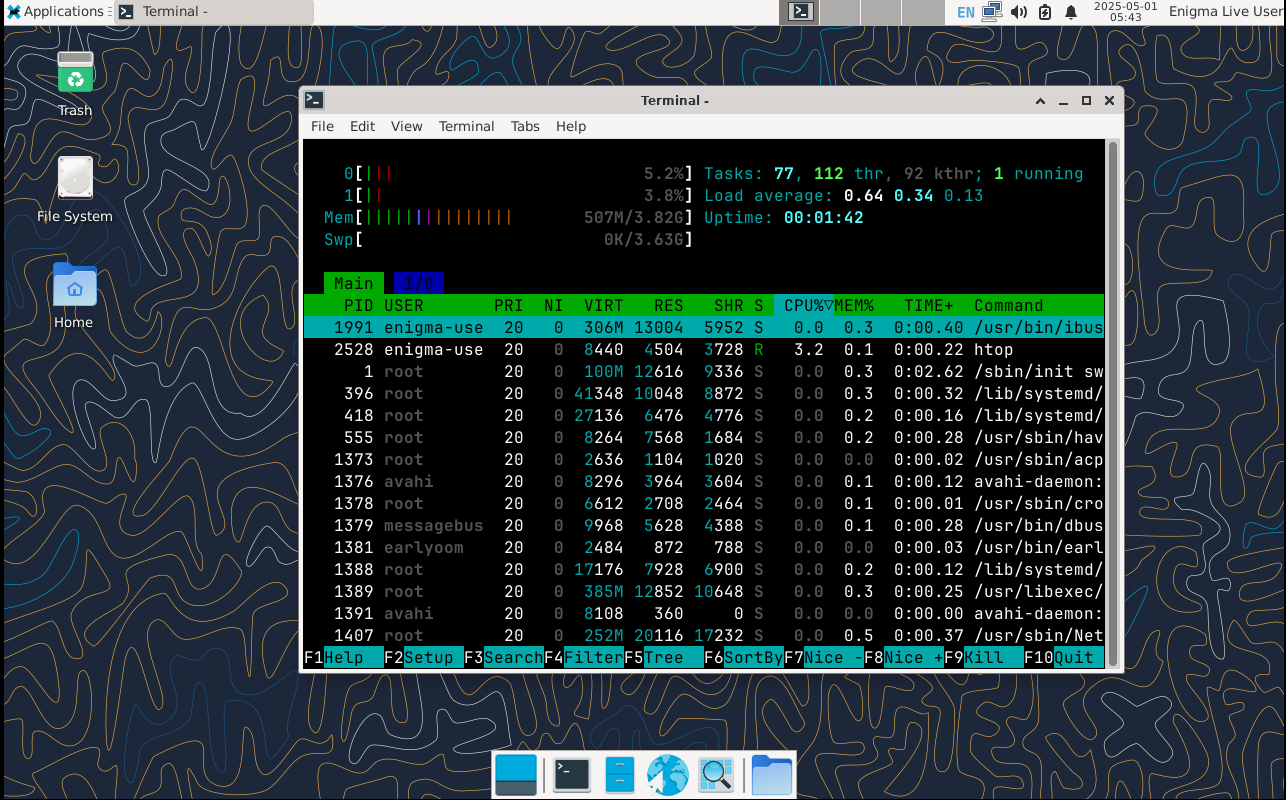 Applications
Terminal -
EN
2025-05-01
05:43
Enigma Live User
Trash
File System
Home
Terminal -
File Edit View Terminal Tabs Help
0[||| 5.2%] Tasks: 77, 112 thr, 92 kthr; 1 running
1[|| 3.8%] Load average: 0.64 0.34 0.13
Mem[||||||||||||||| 507M/3.82G] Uptime: 00:01:42
Swp[ 0K/3.63G]
Main I/O
PID USER PRI NI VIRT RES SHR S CPU%▽MEM% TIME+ Command
1991 enigma-use 20 0 306M 13004 5952 S 0.0 0.3 0:00.40 /usr/bin/ibus
2528 enigma-use 20 0 8440 4504 3728 R 3.2 0.1 0:00.22 htop
1 root 20 0 100M 12616 9336 S 0.0 0.3 0:02.62 /sbin/init sw
396 root 20 0 41348 10048 8872 S 0.0 0.3 0:00.32 /lib/systemd/
418 root 20 0 27136 6476 4776 S 0.0 0.2 0:00.16 /lib/systemd/
555 root 20 0 8264 7568 1684 S 0.0 0.2 0:00.28 /usr/sbin/hav
1373 root 20 0 2636 1104 1020 S 0.0 0.0 0:00.02 /usr/sbin/acp
1376 avahi 20 0 8296 3964 3604 S 0.0 0.1 0:00.12 avahi-daemon:
1378 root 20 0 6612 2708 2464 S 0.0 0.1 0:00.01 /usr/sbin/cro
1379 messagebus 20 0 9968 5628 4388 S 0.0 0.1 0:00.28 /usr/bin/dbus
1381 earlyoom 20 0 2484 872 788 S 0.0 0.0 0:00.03 /usr/bin/earl
1388 root 20 0 17176 7928 6900 S 0.0 0.2 0:00.12 /lib/systemd/
1389 root 20 0 385M 12852 10648 S 0.0 0.3 0:00.25 /usr/libexec/
1391 avahi 20 0 8108 360 0 S 0.0 0.0 0:00.00 avahi-daemon:
1407 root 20 0 252M 20116 17232 S 0.0 0.5 0:00.37 /usr/sbin/Net
F1Help F2Setup F3SearchF4FilterF5Tree F6SortByF7Nice -F8Nice +F9Kill F10Quit